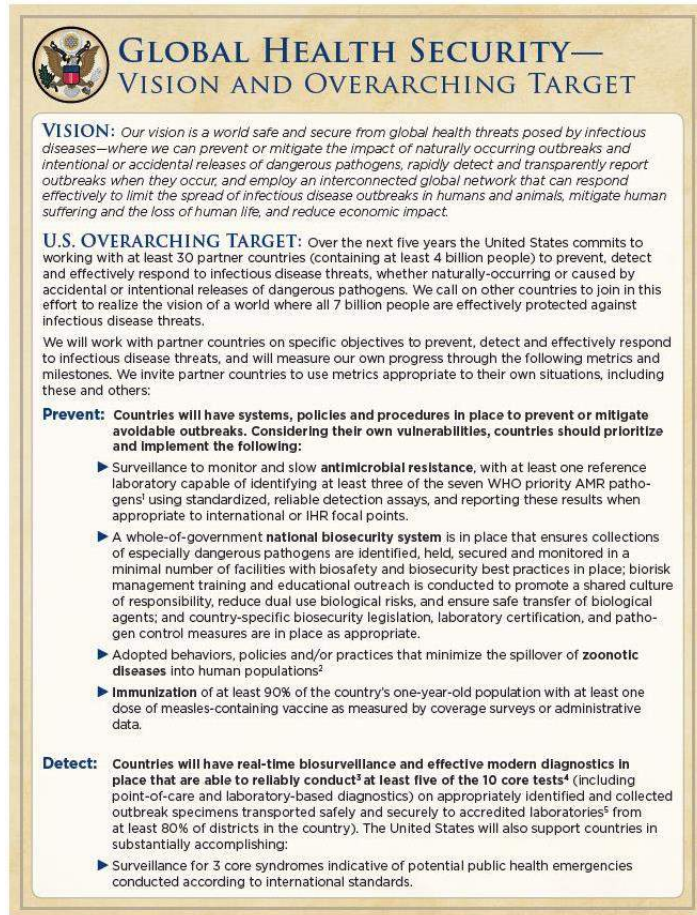 GLOBAL HEALTH SECURITY—
VISION AND OVERARCHING TARGET
VISION: Our vision is a world safe and secure from global health threats posed by infectious
diseases—where we can prevent or mitigate the impact of naturally occurring outbreaks and
intentional or accidental releases of dangerous pathogens, rapidly detect and transparently report
outbreaks when they occur, and employ an interconnected global network that can respond
effectively to limit the spread of infectious disease outbreaks in humans and animals, mitigate human
suffering and the loss of human life, and reduce economic impact.
U.S. OVERARCHING TARGET: Over the next five years the United States commits to
working with at least 30 partner countries (containing at least 4 billion people) to prevent, detect
and effectively respond to infectious disease threats, whether naturally-occurring or caused by
accidental or intentional releases of dangerous pathogens. We call on other countries to join in this
effort to realize the vision of a world where all 7 billion people are effectively protected against
infectious disease threats.
We will work with partner countries on specific objectives to prevent, detect and effectively respond
to infectious disease threats, and will measure our own progress through the following metrics and
milestones. We invite partner countries to use metrics appropriate to their own situations, including
these and others:
Prevent: Countries will have systems, policies and procedures in place to prevent or mitigate
avoidable outbreaks. Considering their own vulnerabilities, countries should prioritize
and implement the following:
▶ Surveillance to monitor and slow antimicrobial resistance, with at least one reference
laboratory capable of identifying at least three of the seven WHO priority AMR patho-
gens¹ using standardized, reliable detection assays, and reporting these results when
appropriate to international or IHR focal points.
▶ A whole-of-government national biosecurity system is in place that ensures collections
of especially dangerous pathogens are identified, held, secured and monitored in a
minimal number of facilities with biosafety and biosecurity best practices in place; biorisk
management training and educational outreach is conducted to promote a shared culture
of responsibility, reduce dual use biological risks, and ensure safe transfer of biological
agents; and country-specific biosecurity legislation, laboratory certification, and patho-
gen control measures are in place as appropriate.
▶ Adopted behaviors, policies and/or practices that minimize the spillover of zoonotic
diseases into human populations²
▶ Immunization of at least 90% of the country's one-year-old population with at least one
dose of measles-containing vaccine as measured by coverage surveys or administrative
data.
Detect: Countries will have real-time biosurveillance and effective modern diagnostics in
place that are able to reliably conduct³ at least five of the 10 core tests⁴ (including
point-of-care and laboratory-based diagnostics) on appropriately identified and collected
outbreak specimens transported safely and securely to accredited laboratories⁵ from
at least 80% of districts in the country). The United States will also support countries in
substantially accomplishing:
▶ Surveillance for 3 core syndromes indicative of potential public health emergencies
conducted according to international standards.